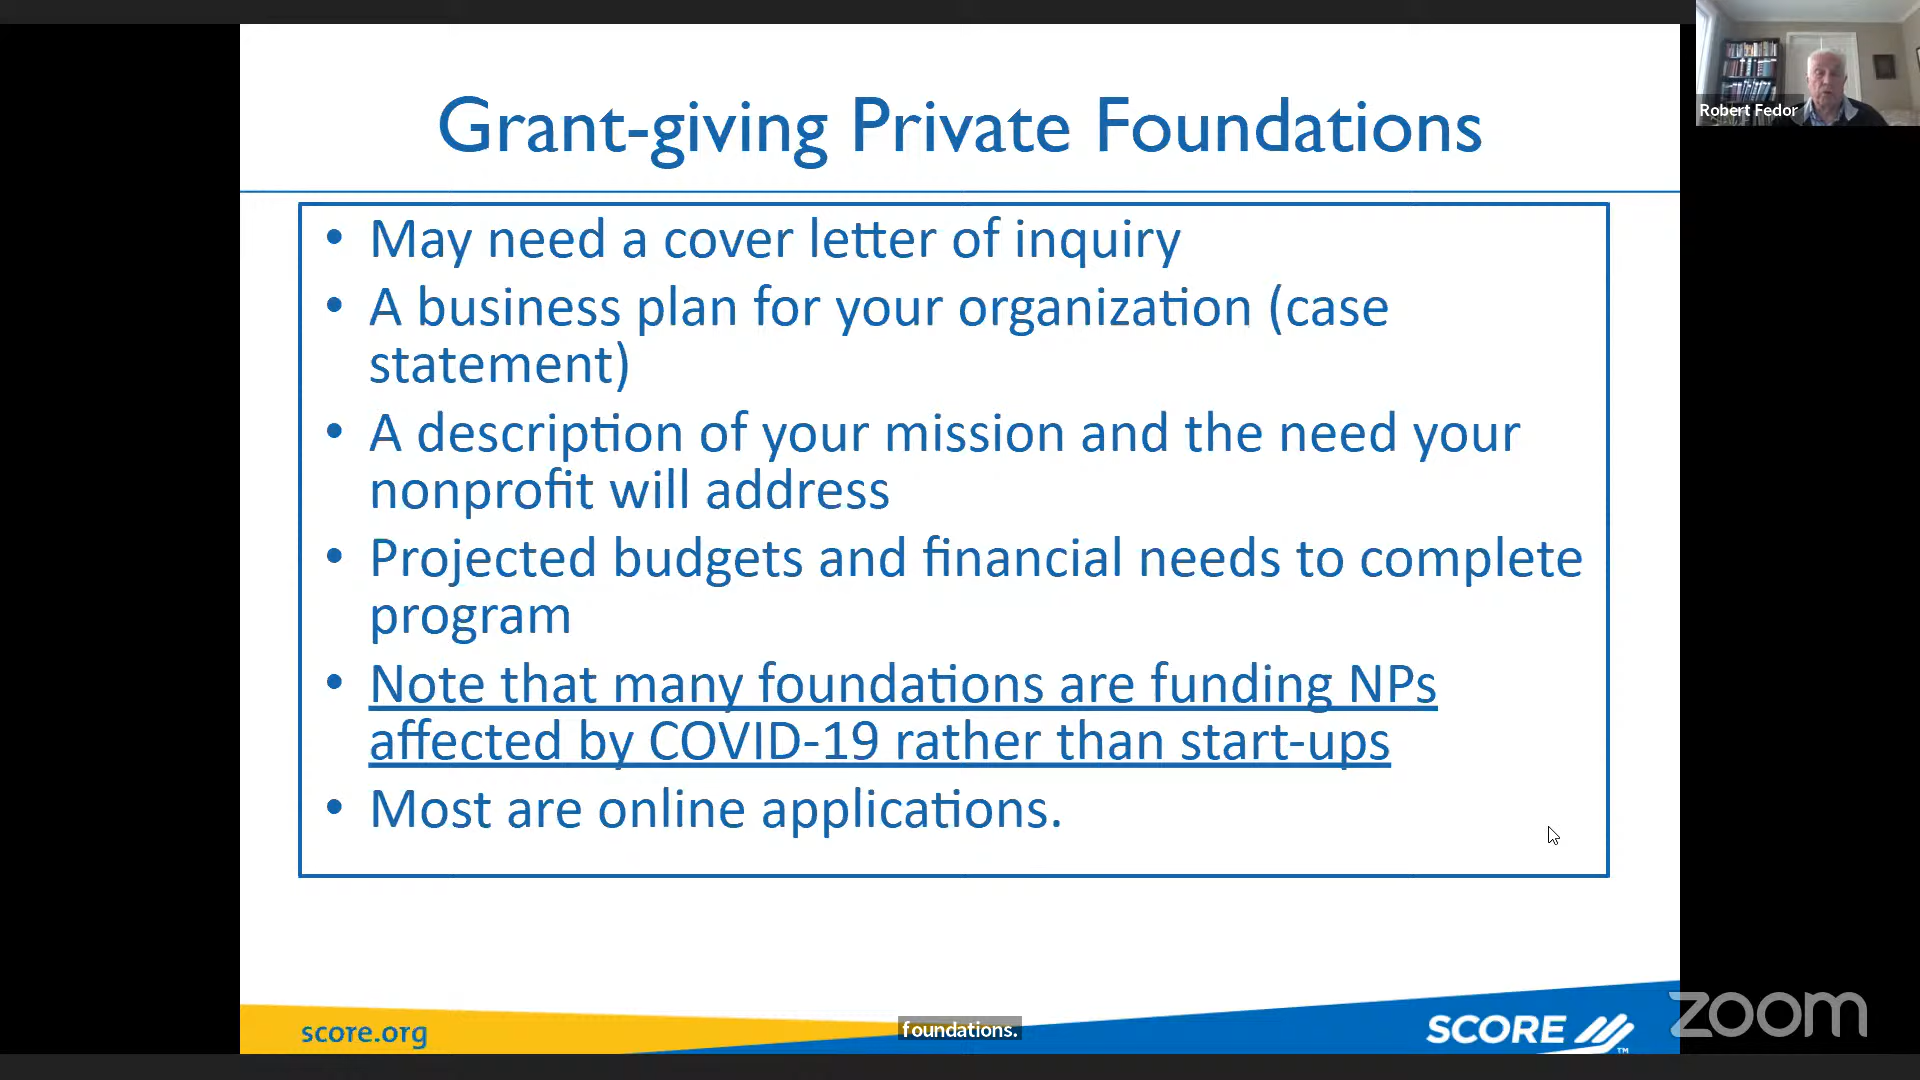 Grant-giving Private Foundations
Robert Fedor
• May need a cover letter of inquiry
• A business plan for your organization (case
statement)
• A description of your mission and the need your
nonprofit will address
• Projected budgets and financial needs to complete
program
• Note that many foundations are funding NPs
affected by COVID-19 rather than start-ups
• Most are online applications.
score.org
foundations.
SCORE
TM
zoom